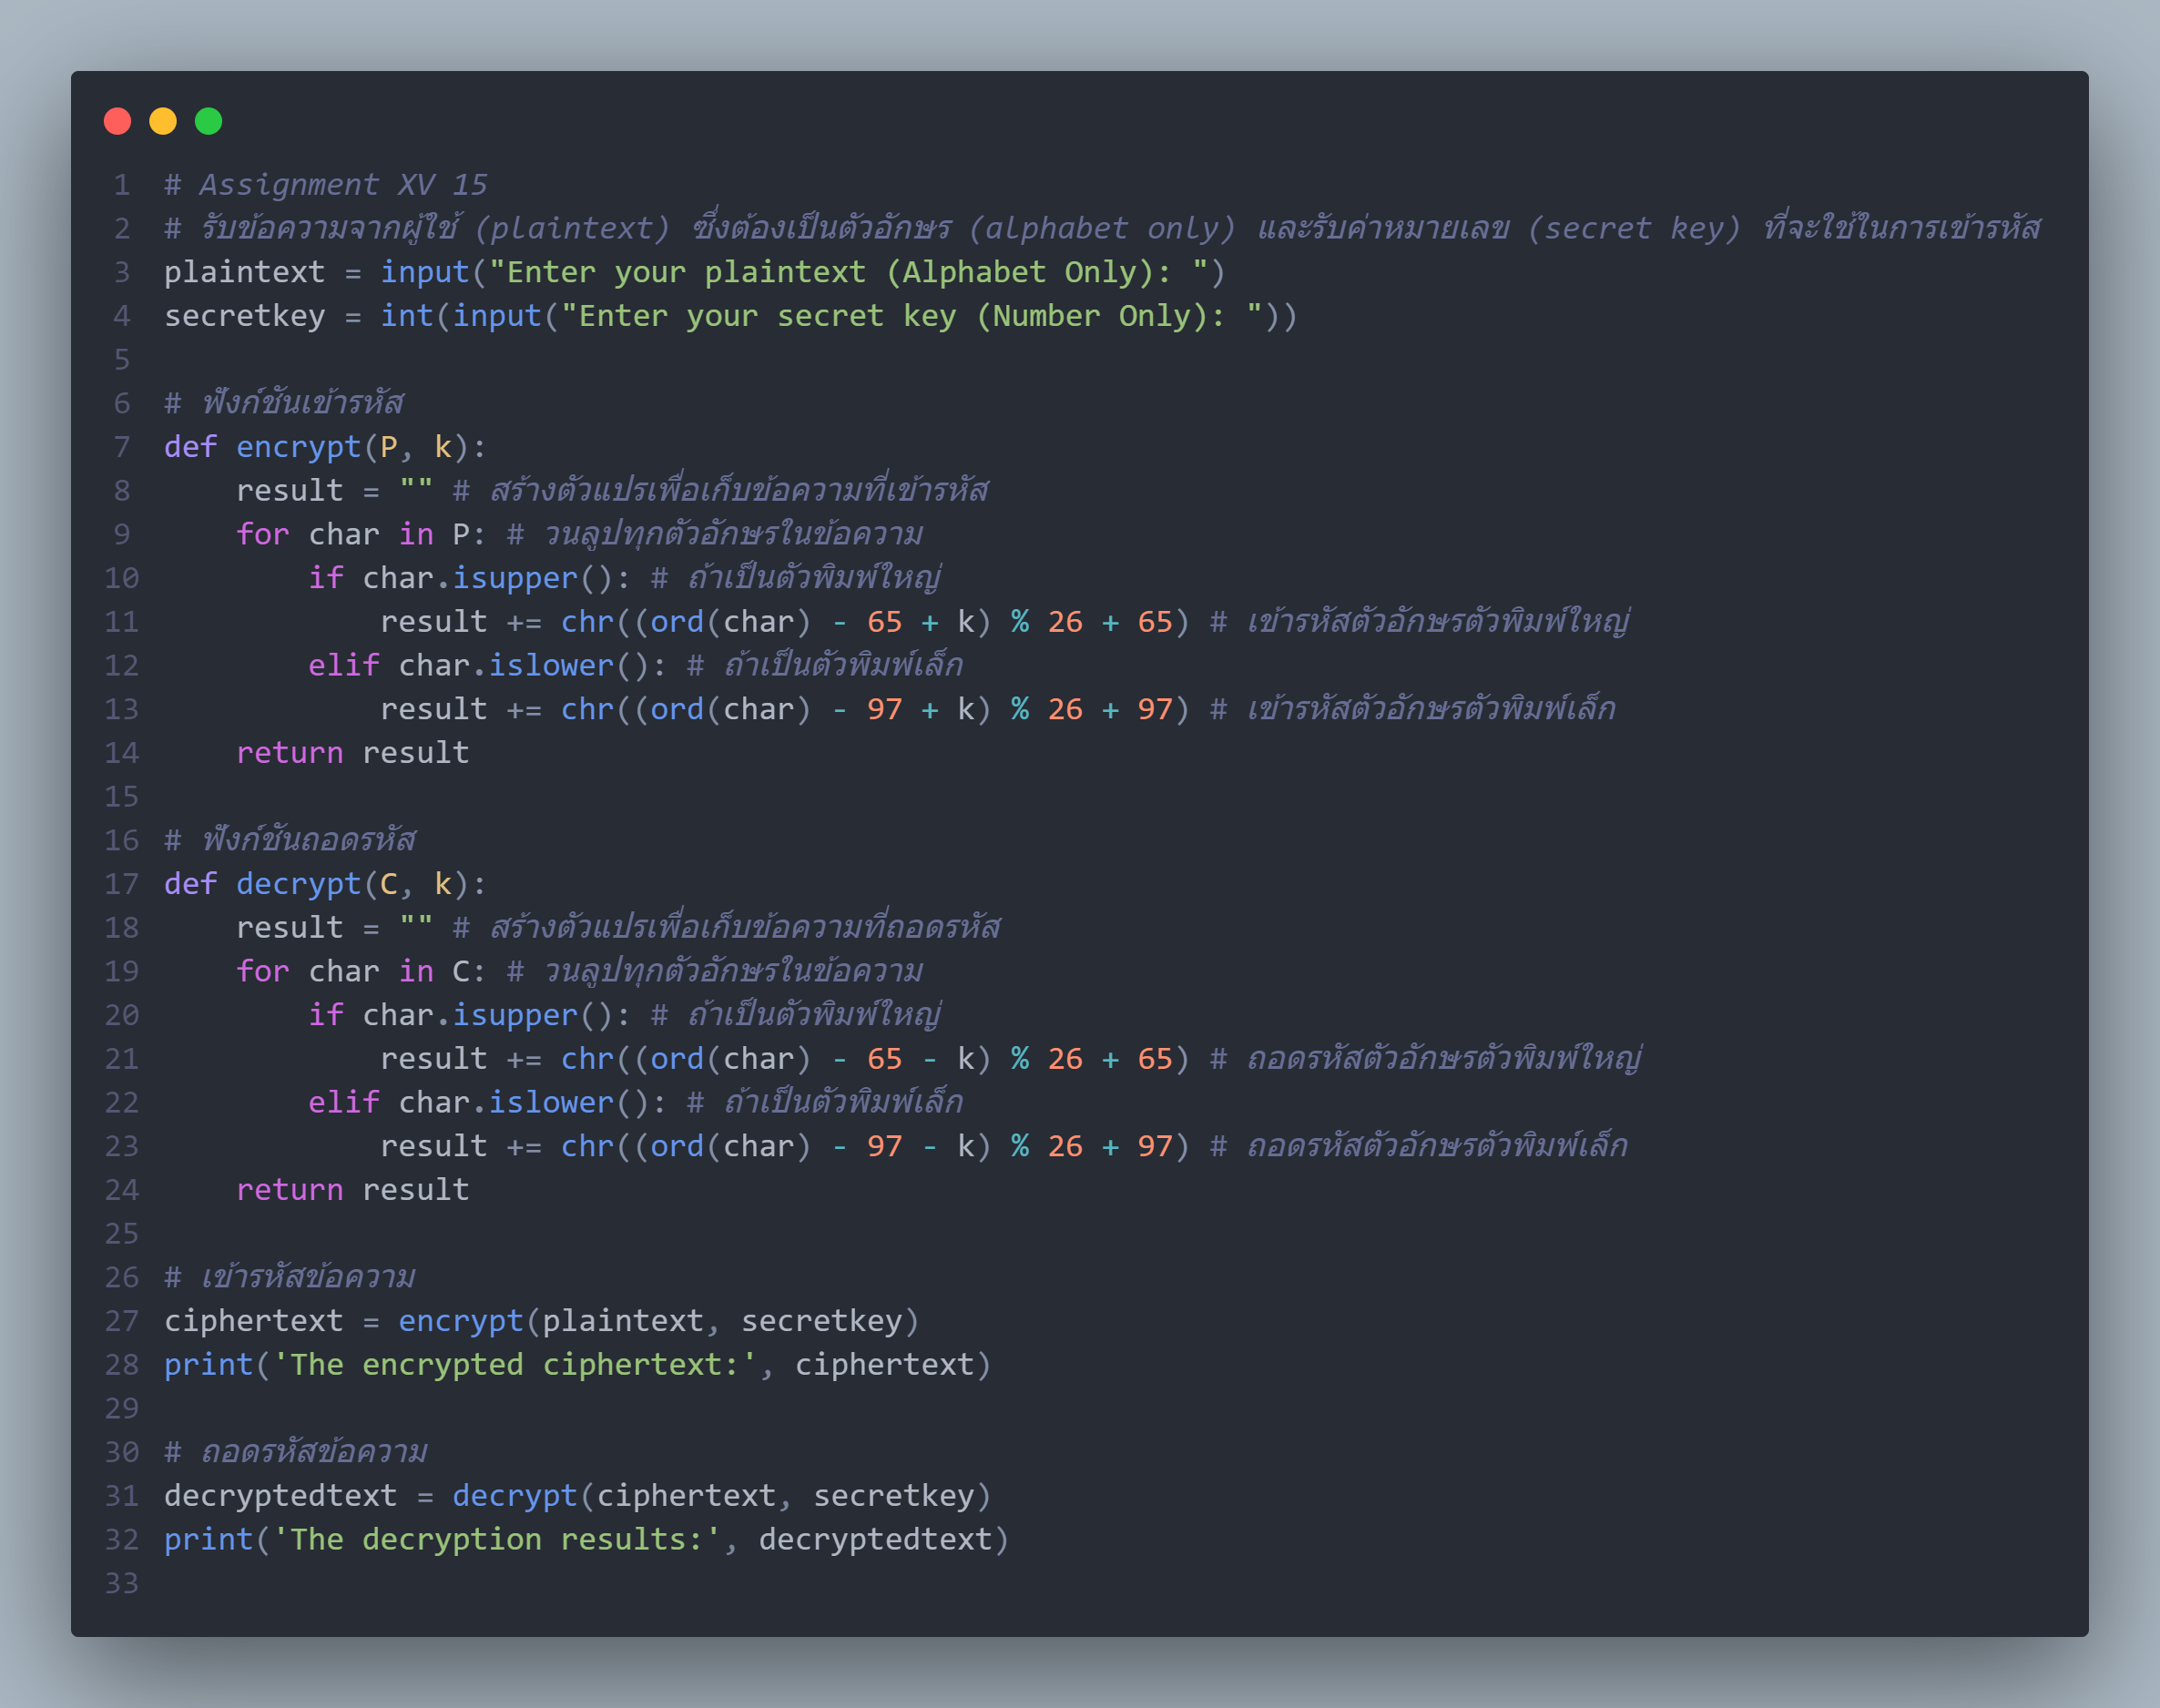 1 # Assignment XV 15
2 # รับข้อความจากผู้ใช้ (plaintext) ซึ่งต้องเป็นตัวอักษร (alphabet only) และรับค่าหมายเลข (secret key) ที่จะใช้ในการเข้ารหัส
3 plaintext = input("Enter your plaintext (Alphabet Only): ")
4 secretkey = int(input("Enter your secret key (Number Only): "))
5
6 # ฟังก์ชันเข้ารหัส
7 def encrypt(P, k):
8     result = "" # สร้างตัวแปรเพื่อเก็บข้อความที่เข้ารหัส
9     for char in P: # วนลูปทุกตัวอักษรในข้อความ
10         if char.isupper(): # ถ้าเป็นตัวพิมพ์ใหญ่
11             result += chr((ord(char) - 65 + k) % 26 + 65) # เข้ารหัสตัวอักษรตัวพิมพ์ใหญ่
12         elif char.islower(): # ถ้าเป็นตัวพิมพ์เล็ก
13             result += chr((ord(char) - 97 + k) % 26 + 97) # เข้ารหัสตัวอักษรตัวพิมพ์เล็ก
14     return result
15
16 # ฟังก์ชันถอดรหัส
17 def decrypt(C, k):
18     result = "" # สร้างตัวแปรเพื่อเก็บข้อความที่ถอดรหัส
19     for char in C: # วนลูปทุกตัวอักษรในข้อความ
20         if char.isupper(): # ถ้าเป็นตัวพิมพ์ใหญ่
21             result += chr((ord(char) - 65 - k) % 26 + 65) # ถอดรหัสตัวอักษรตัวพิมพ์ใหญ่
22         elif char.islower(): # ถ้าเป็นตัวพิมพ์เล็ก
23             result += chr((ord(char) - 97 - k) % 26 + 97) # ถอดรหัสตัวอักษรตัวพิมพ์เล็ก
24     return result
25
26 # เข้ารหัสข้อความ
27 ciphertext = encrypt(plaintext, secretkey)
28 print('The encrypted ciphertext:', ciphertext)
29
30 # ถอดรหัสข้อความ
31 decryptedtext = decrypt(ciphertext, secretkey)
32 print('The decryption results:', decryptedtext)
33